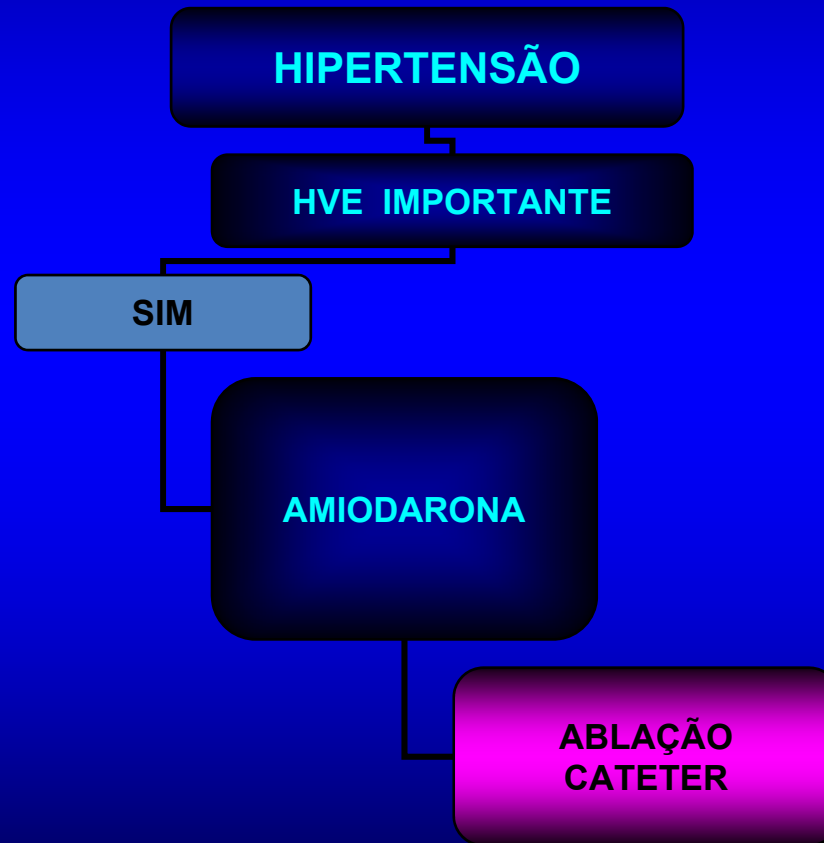 HIPERTENSÃO
HVE IMPORTANTE
SIM
AMIODARONA
ABLAÇÃO
CATETER